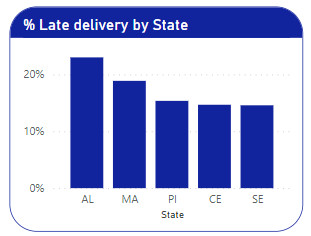 % Late delivery by State
20%
10%
0%
AL MA PI CE SE
State